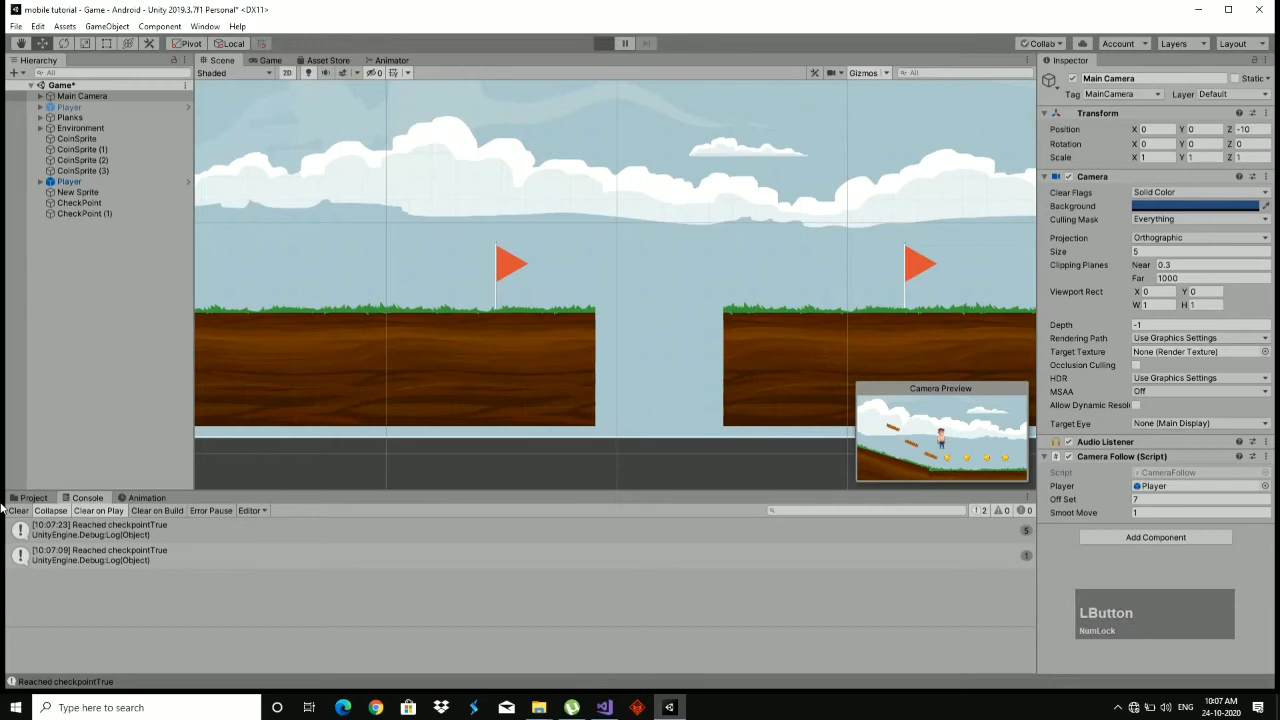 mobile tutorial - Game - Android - Unity 2019.3.7f1 Personal* <DX11>
File Edit Assets GameObject Component Window Help
Pivot Local Collab Account Layers Layout
Hierarchy
All
Game*
Main Camera
Player
Planks
Environment
CoinSprite
CoinSprite (1)
CoinSprite (2)
CoinSprite (3)
Player
New Sprite
CheckPoint
CheckPoint (1)
Scene Game Asset Store Animator
Shaded 2D 0 Gizmos All
Camera Preview
Inspector
Main Camera Static
Tag MainCamera Layer Default
Transform
Position X 0 Y 0 Z -10
Rotation X 0 Y 0 Z 0
Scale X 1 Y 1 Z 1
Camera
Clear Flags Solid Color
Background
Culling Mask Everything
Projection Orthographic
Size 5
Clipping Planes Near 0.3
Far 1000
Viewport Rect X 0 Y 0
W 1 H 1
Depth -1
Rendering Path Use Graphics Settings
Target Texture None (Render Texture)
Occlusion Culling
HDR Use Graphics Settings
MSAA Off
Allow Dynamic Resol
Target Eye None (Main Display)
Audio Listener
Camera Follow (Script)
Script CameraFollow
Player Player
Off Set 7
Smoot Move 1
Add Component
LButton
NumLock
Project Console Animation
Clear Collapse Clear on Play Clear on Build Error Pause Editor 2 0 0
[10:07:23] Reached checkpointTrue
UnityEngine.Debug:Log(Object)
5
[10:07:09] Reached checkpointTrue
UnityEngine.Debug:Log(Object)
1
Reached checkpointTrue
Type here to search
ENG
10:07 AM
24-10-2020